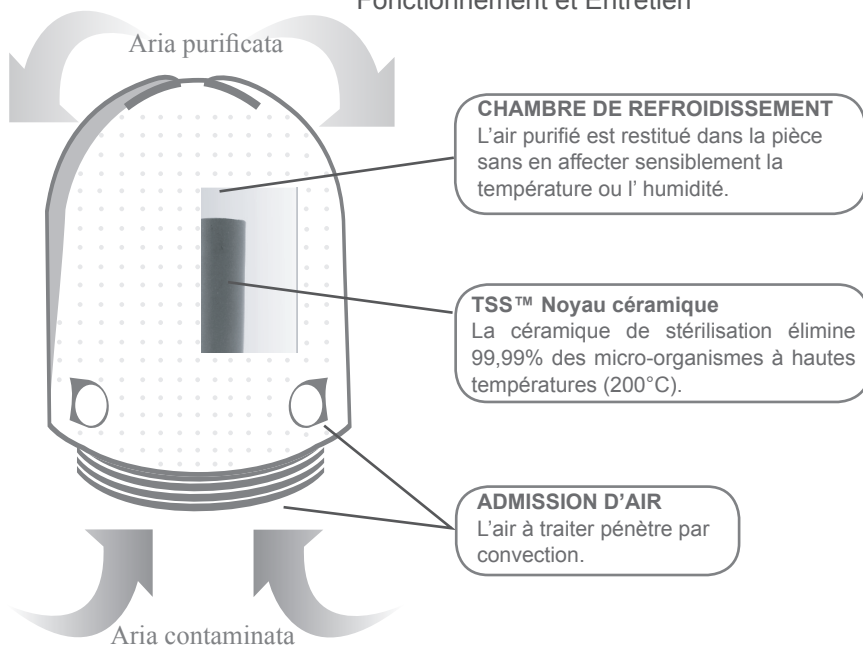 Fonctionnement et Entretien
Aria purificata
CHAMBRE DE REFROIDISSEMENT
L'air purifié est restitué dans la pièce
sans en affecter sensiblement la
température ou l' humidité.
TSS™ Noyau céramique
La céramique de stérilisation élimine
99,99% des micro-organismes à hautes
températures (200°C).
ADMISSION D'AIR
L'air à traiter pénètre par
convection.
Aria contaminata